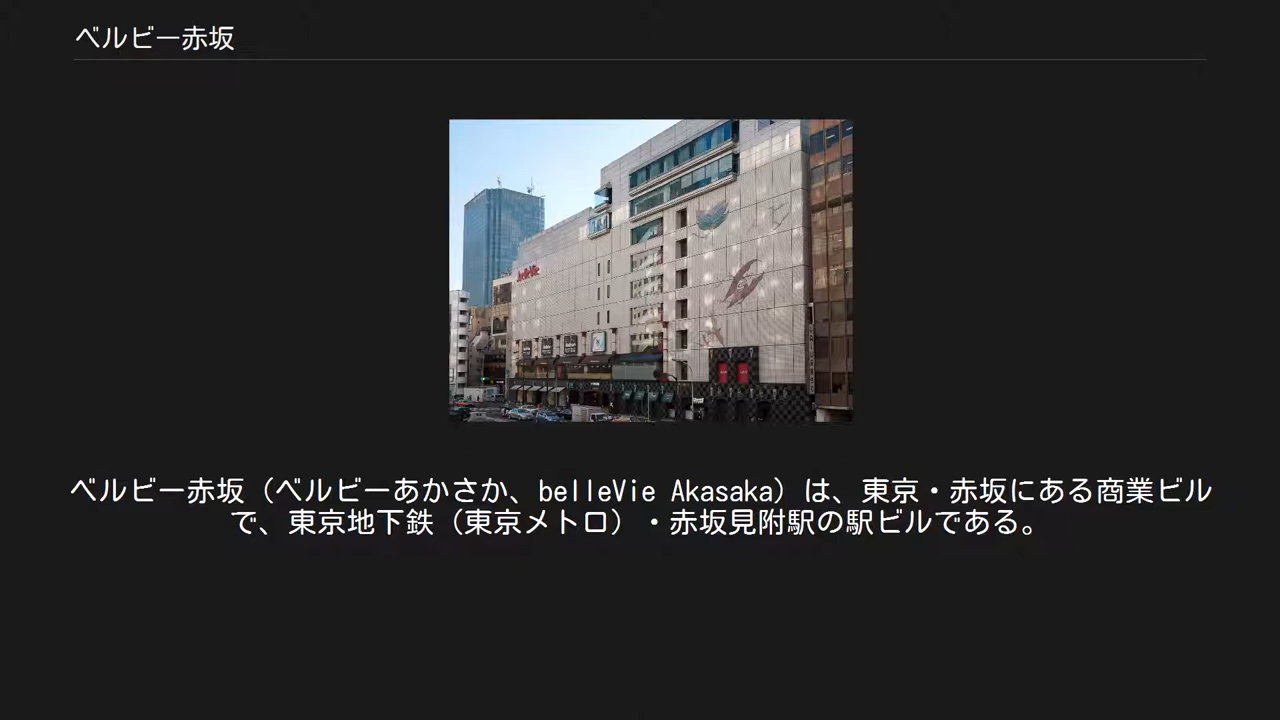 ベルビー赤坂
belleVie
ベルビー赤坂（ベルビーあかさか、belleVie Akasaka）は、東京・赤坂にある商業ビル
で、東京地下鉄（東京メトロ）・赤坂見附駅の駅ビルである。